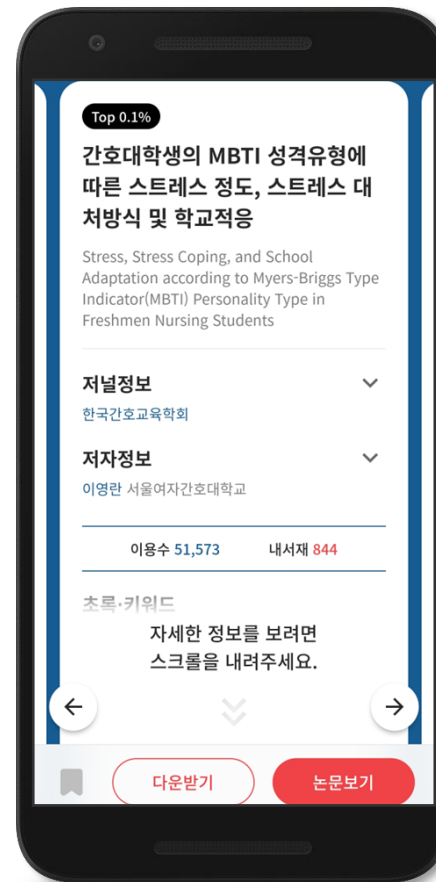 Top 0.1%
간호대학생의 MBTI 성격유형에
따른 스트레스 정도, 스트레스 대
처방식 및 학교적응
Stress, Stress Coping, and School
Adaptation according to Myers-Briggs Type
Indicator(MBTI) Personality Type in
Freshmen Nursing Students
저널정보
한국간호교육학회
저자정보
이영란 서울여자간호대학교
이용수 51,573 내서재 844
초록·키워드
자세한 정보를 보려면
스크롤을 내려주세요.
다운받기 논문보기